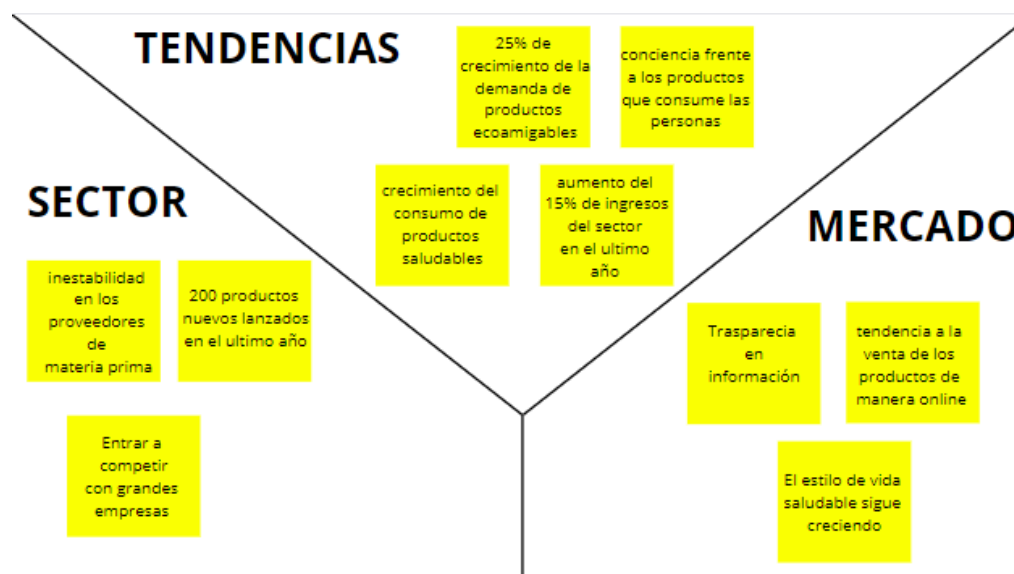 TENDENCIAS
25% de
crecimiento de la
demanda de
productos
ecoamigables
conciencia frente
a los productos
que consume las
personas
crecimiento del
consumo de
productos
saludables
aumento del
15% de ingresos
del sector
en el ultimo
año
SECTOR
inestabilidad
en los
proveedores
de
materia prima
200 productos
nuevos lanzados
en el ultimo año
Entrar a
competir
con grandes
empresas
MERCADO
Trasparecia
en
información
tendencia a la
venta de los
productos de
manera online
El estilo de vida
saludable sigue
creciendo